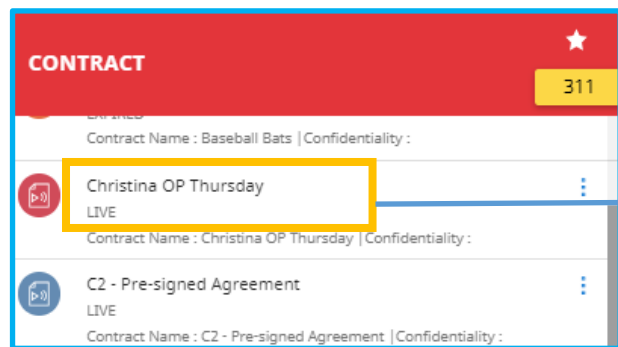 CONTRACT
311
EXPIRED
Contract Name : Baseball Bats |Confidentiality :
Christina OP Thursday
LIVE
Contract Name : Christina OP Thursday |Confidentiality :
C2 - Pre-signed Agreement
LIVE
Contract Name : C2 - Pre-signed Agreement |Confidentiality :